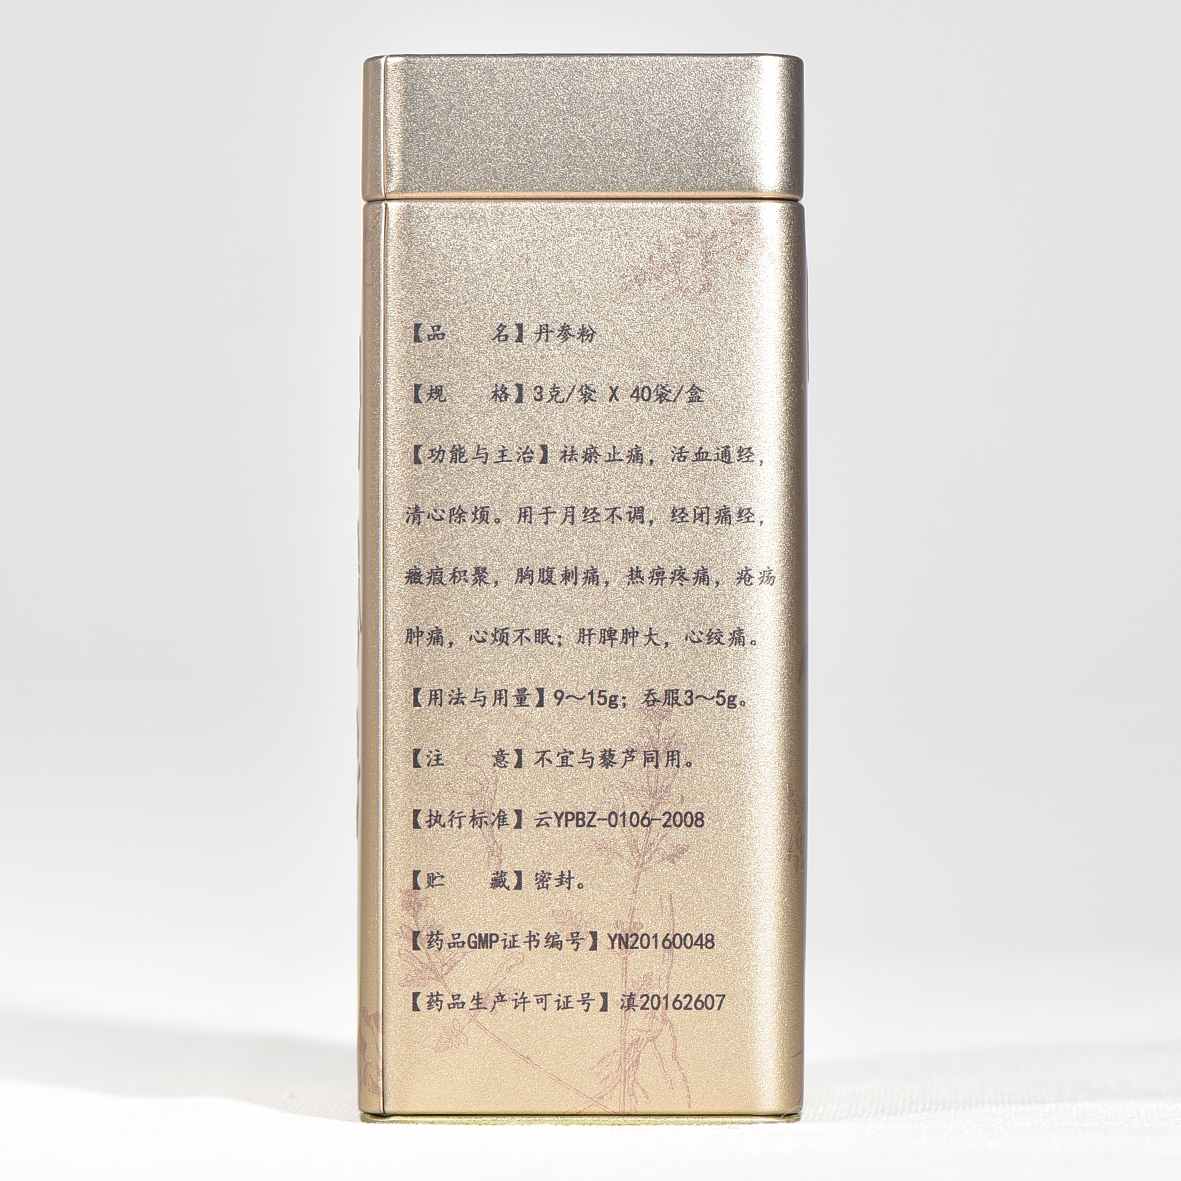 【品　　名】丹参粉
【规　　格】3克/袋 X 40袋/盒
【功能与主治】祛瘀止痛，活血通经，
清心除烦。用于月经不调，经闭痛经，
癥瘕积聚，胸腹刺痛，热痹疼痛，疮疡
肿痛，心烦不眠；肝脾肿大，心绞痛。
【用法与用量】9～15g；吞服3～5g。
【注　　意】不宜与藜芦同用。
【执行标准】云YPBZ-0106-2008
【贮　　藏】密封。
【药品GMP证书编号】YN20160048
【药品生产许可证号】滇20162607